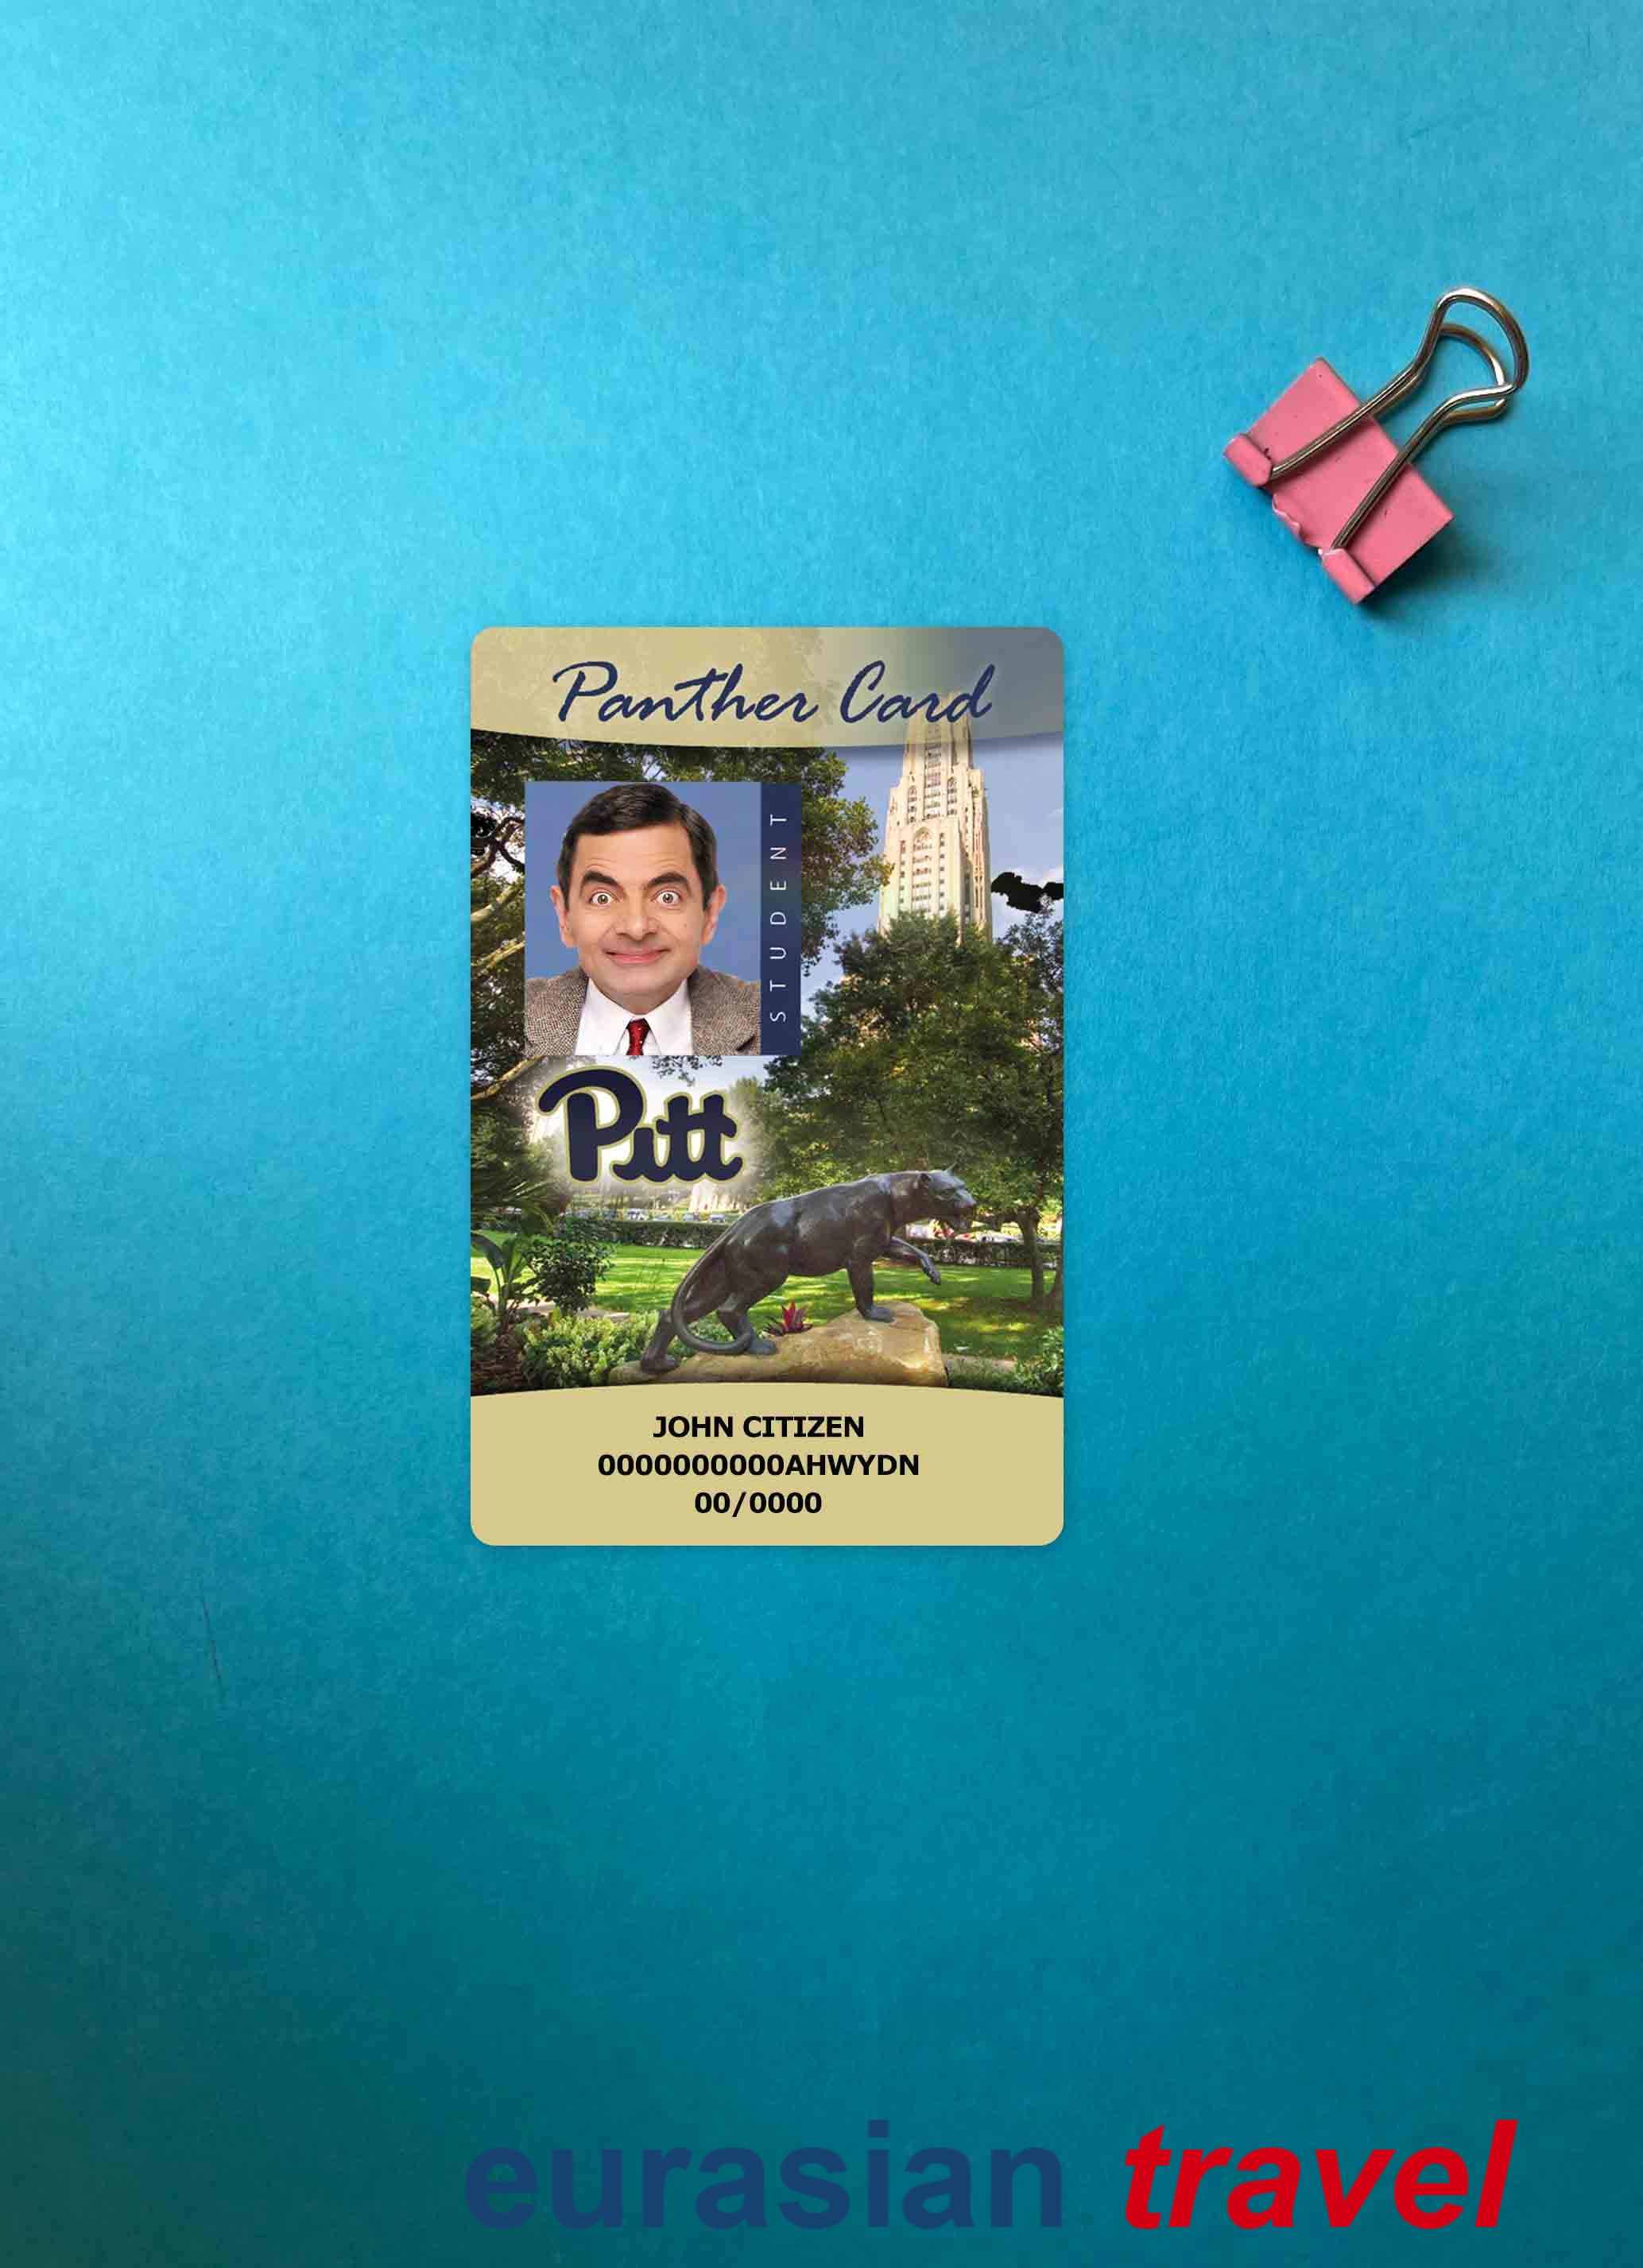 Panther Card
STUDENT
Pitt
JOHN CITIZEN
0000000000AHWYDN
00/0000
eurasian travel